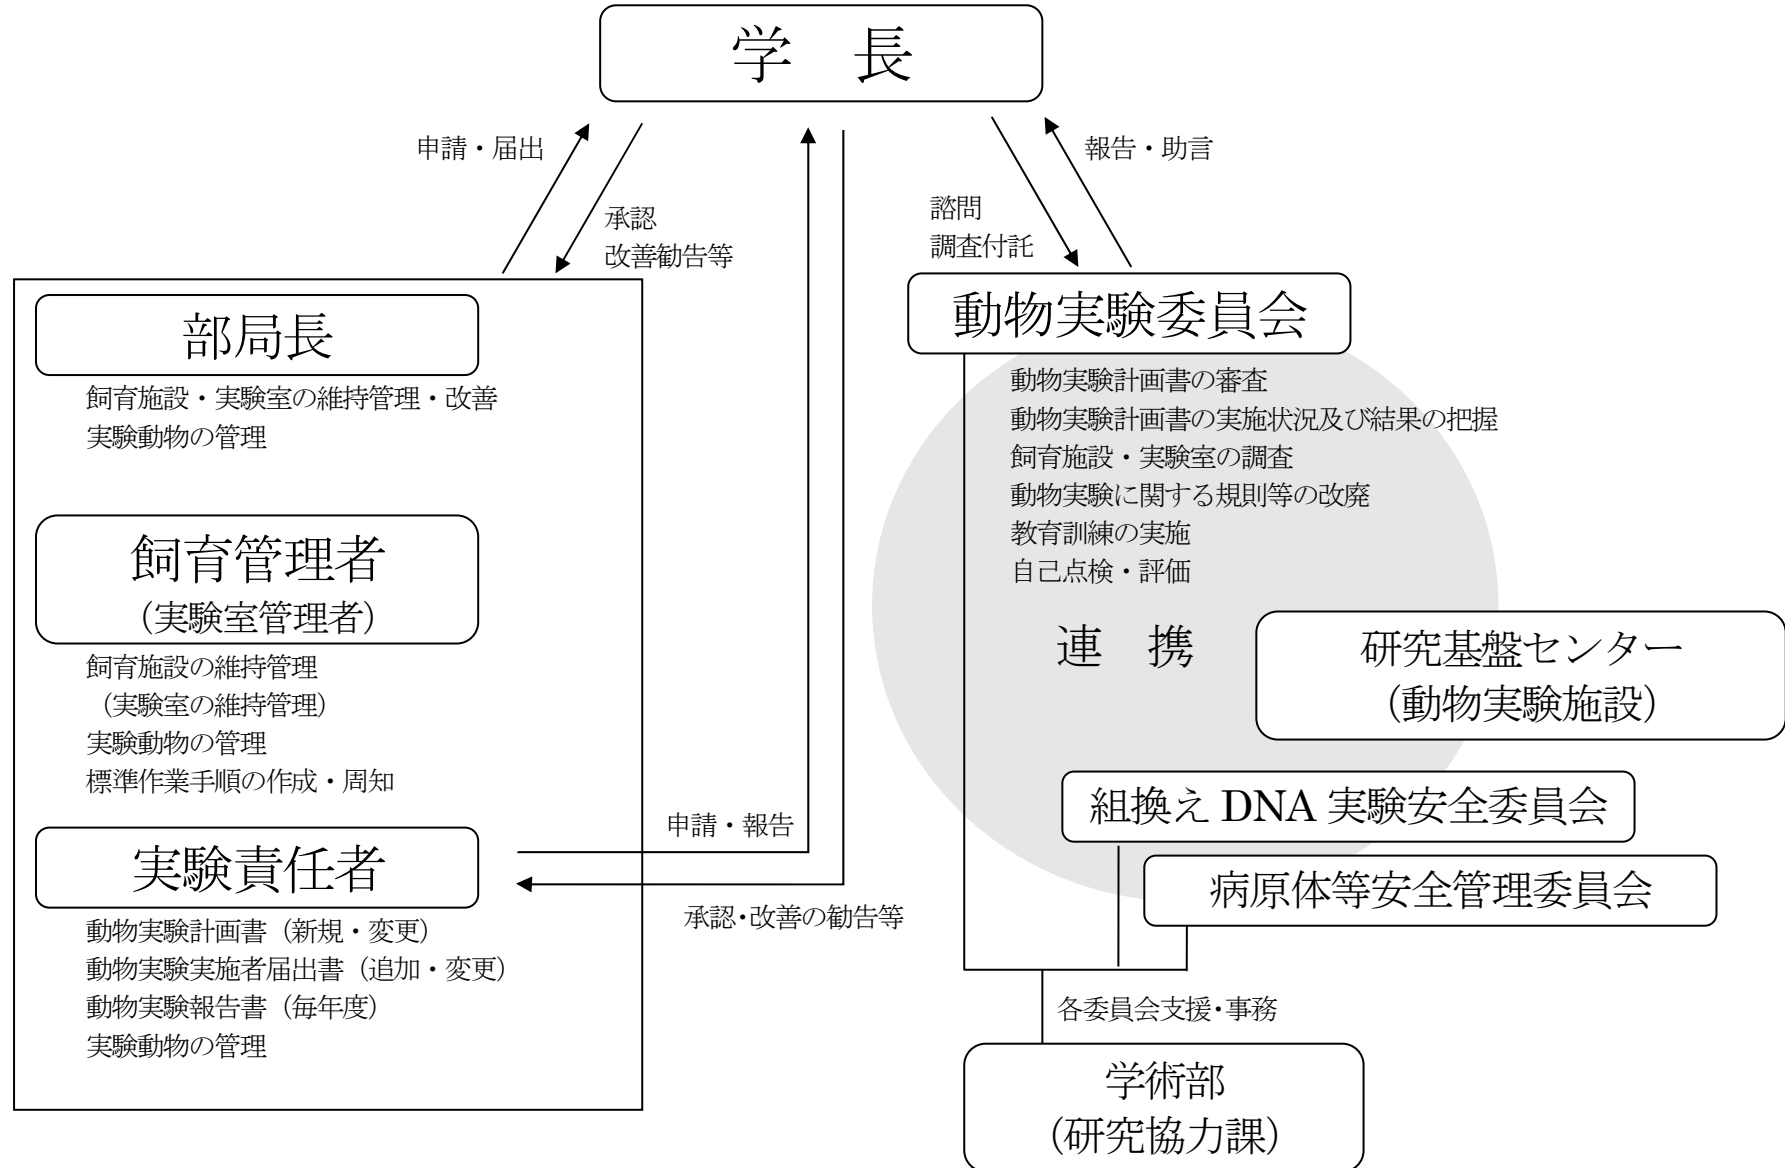 学　長
申請・届出
承認
改善勧告等
諮問
調査付託
報告・助言
部局長
飼育施設・実験室の維持管理・改善
実験動物の管理
飼育管理者
（実験室管理者）
飼育施設の維持管理
（実験室の維持管理）
実験動物の管理
標準作業手順の作成・周知
実験責任者
動物実験計画書（新規・変更）
動物実験実施者届出書（追加・変更）
動物実験報告書（毎年度）
実験動物の管理
申請・報告
承認・改善の勧告等
動物実験委員会
動物実験計画書の審査
動物実験計画書の実施状況及び結果の把握
飼育施設・実験室の調査
動物実験に関する規則等の改廃
教育訓練の実施
自己点検・評価
連　携
研究基盤センター
（動物実験施設）
組換え DNA 実験安全委員会
病原体等安全管理委員会
各委員会支援・事務
学術部
（研究協力課）